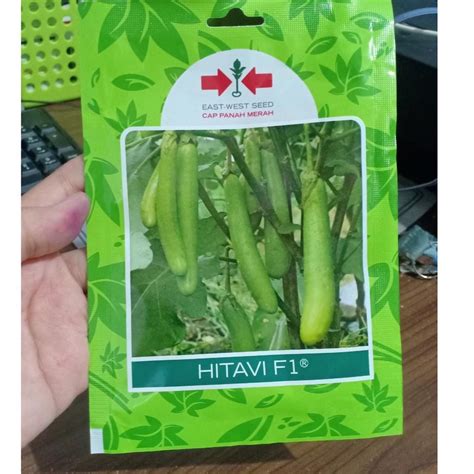 EAST-WEST SEED
CAP PANAH MERAH
HITAVI F1®